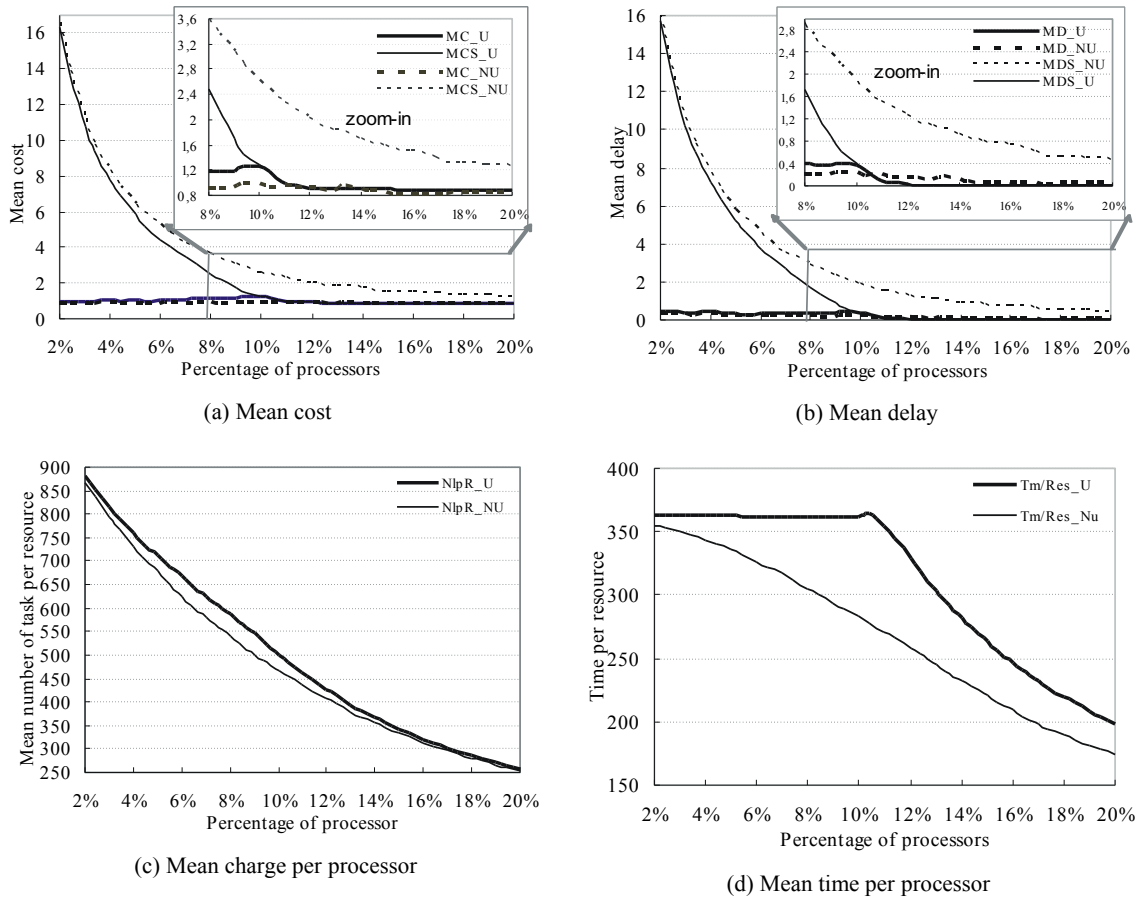 16
14
12
10
8
6
4
2
0
Mean cost
3,6
3,2
2,8
2,4
2
1,6
1,2
0,8
MC_U
MCS_U
MC_NU
MCS_NU
zoom-in
8% 10% 12% 14% 16% 18% 20%
2% 4% 6% 8% 10% 12% 14% 16% 18% 20%
Percentage of processors
(a) Mean cost
16
14
12
10
8
6
4
2
0
Mean delay
2,8
2,4
2
1,6
1,2
0,8
0,4
0
MD_U
MD_NU
MDS_NU
MDS_U
zoom-in
8% 10% 12% 14% 16% 18% 20%
2% 4% 6% 8% 10% 12% 14% 16% 18% 20%
Percentage of processors
(b) Mean delay
900
850
800
750
700
650
600
550
500
450
400
350
300
250
Mean number of task per resource
NlpR_U
NlpR_NU
2% 4% 6% 8% 10% 12% 14% 16% 18% 20%
Percentage of processor
(c) Mean charge per processor
400
350
300
250
200
150
Time per resource
Tm/Res_U
Tm/Res_Nu
2% 4% 6% 8% 10% 12% 14% 16% 18% 20%
Percentage of processors
(d) Mean time per processor